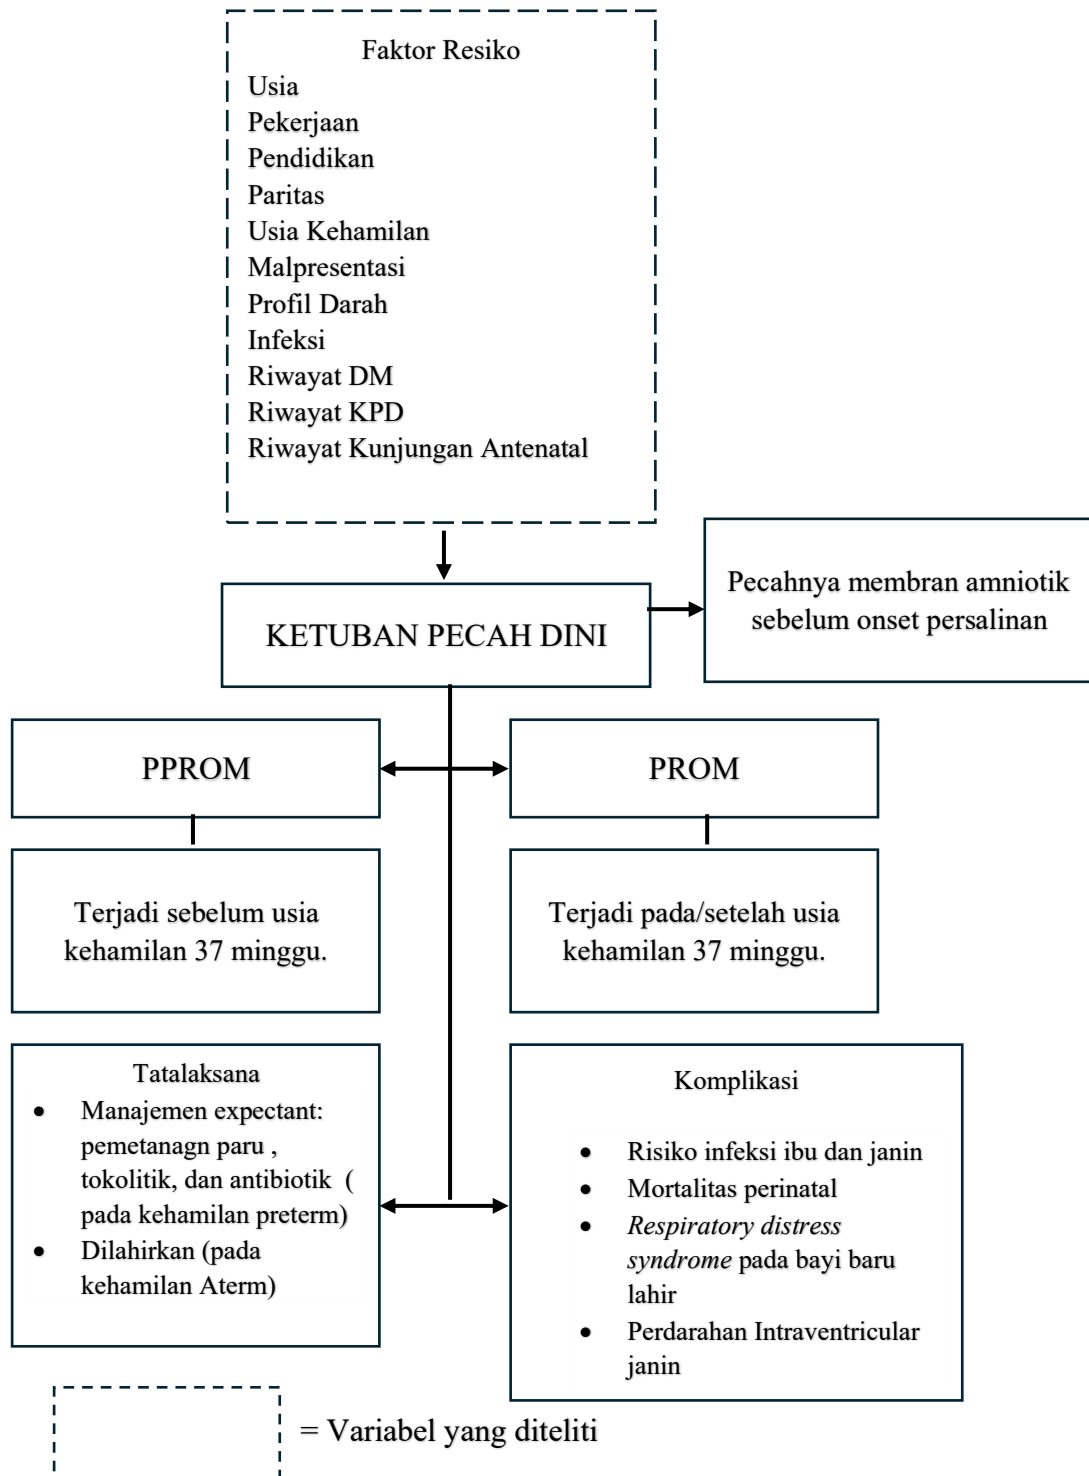 Faktor Resiko
Usia
Pekerjaan
Pendidikan
Paritas
Usia Kehamilan
Malpresentasi
Profil Darah
Infeksi
Riwayat DM
Riwayat KPD
Riwayat Kunjungan Antenatal
Pecahnya membran amniotik
sebelum onset persalinan
KETUBAN PECAH DINI
PPROM
PROM
Terjadi sebelum usia
kehamilan 37 minggu.
Terjadi pada/setelah usia
kehamilan 37 minggu.
Tatalaksana
• Manajemen expectant:
pemetanagn paru ,
tokolitik, dan antibiotik (
pada kehamilan preterm)
• Dilahirkan (pada
kehamilan Aterm)
Komplikasi
• Risiko infeksi ibu dan janin
• Mortalitas perinatal
• Respiratory distress
syndrome pada bayi baru
lahir
• Perdarahan Intraventricular
janin
= Variabel yang diteliti